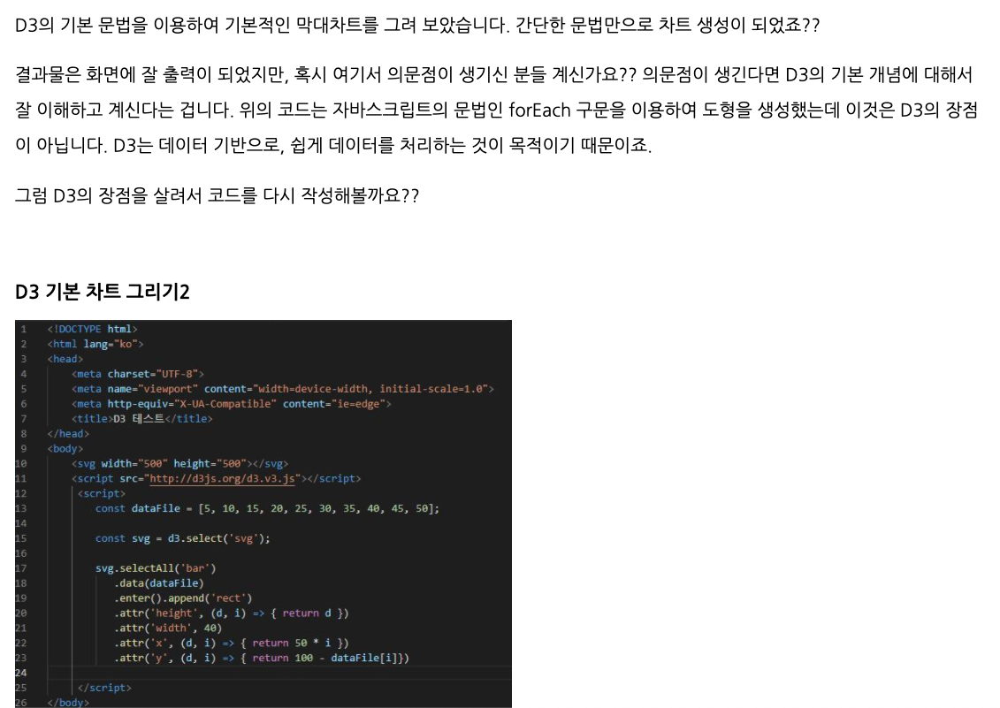 D3의 기본 문법을 이용하여 기본적인 막대차트를 그려 보았습니다. 간단한 문법만으로 차트 생성이 되었죠??
결과물은 화면에 잘 출력이 되었지만, 혹시 여기서 의문점이 생기신 분들 계신가요?? 의문점이 생긴다면 D3의 기본 개념에 대해서
잘 이해하고 계신다는 겁니다. 위의 코드는 자바스크립트의 문법인 forEach 구문을 이용하여 도형을 생성했는데 이것은 D3의 장점
이 아닙니다. D3는 데이터 기반으로, 쉽게 데이터를 처리하는 것이 목적이기 때문이죠.
그럼 D3의 장점을 살려서 코드를 다시 작성해볼까요??
D3 기본 차트 그리기2
1 <!DOCTYPE html>
2 <html lang="ko">
3 <head>
4 <meta charset="UTF-8">
5 <meta name="viewport" content="width=device-width, initial-scale=1.0">
6 <meta http-equiv="X-UA-Compatible" content="ie=edge">
7 <title>D3 테스트</title>
8 </head>
9 <body>
10 <svg width="500" height="500"></svg>
11 <script src="http://d3js.org/d3.v3.js"></script>
12 <script>
13 const dataFile = [5, 10, 15, 20, 25, 30, 35, 40, 45, 50];
14
15 const svg = d3.select('svg');
16
17 svg.selectAll('bar')
18 .data(dataFile)
19 .enter().append('rect')
20 .attr('height', (d, i) => { return d })
21 .attr('width', 40)
22 .attr('x', (d, i) => { return 50 * i })
23 .attr('y', (d, i) => { return 100 - dataFile[i]})
24
25 </script>
26 </body>